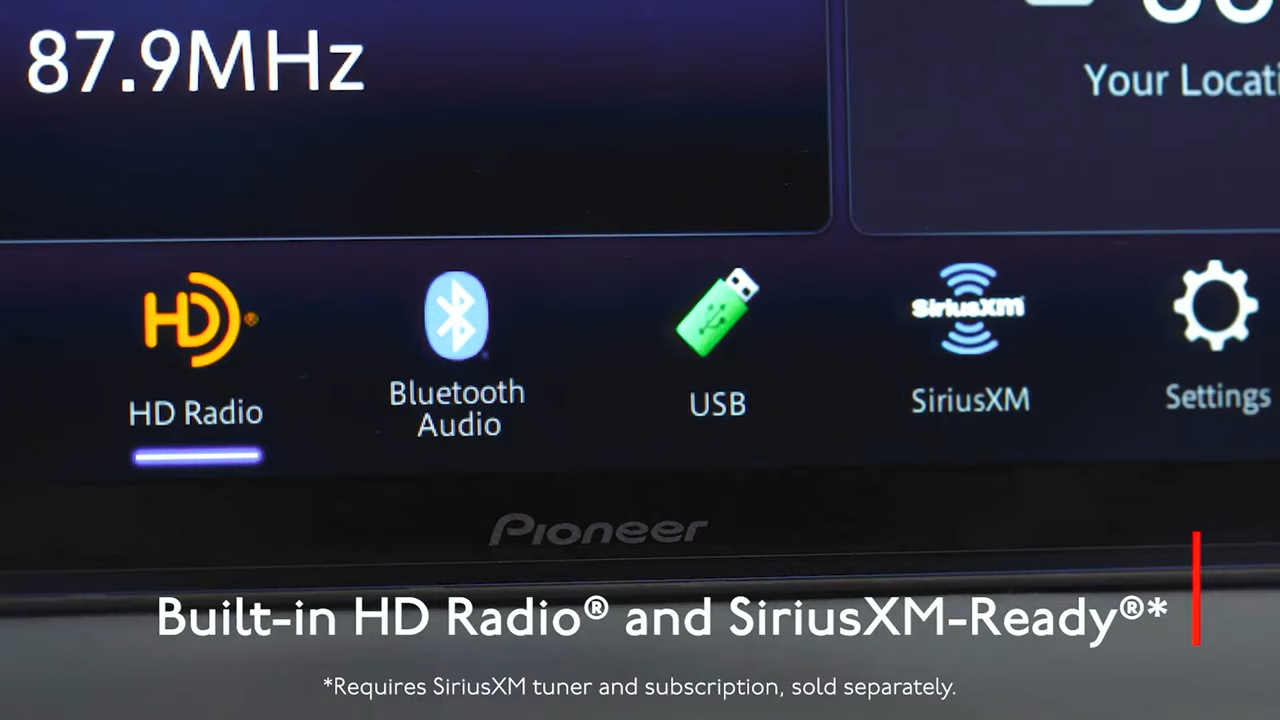 87.9MHz
Your Locati
HD
HD Radio
Bluetooth
Audio
USB
SiriusXM
SiriusXM
Settings
Pioneer
Built-in HD Radio® and SiriusXM-Ready®*
*Requires SiriusXM tuner and subscription, sold separately.